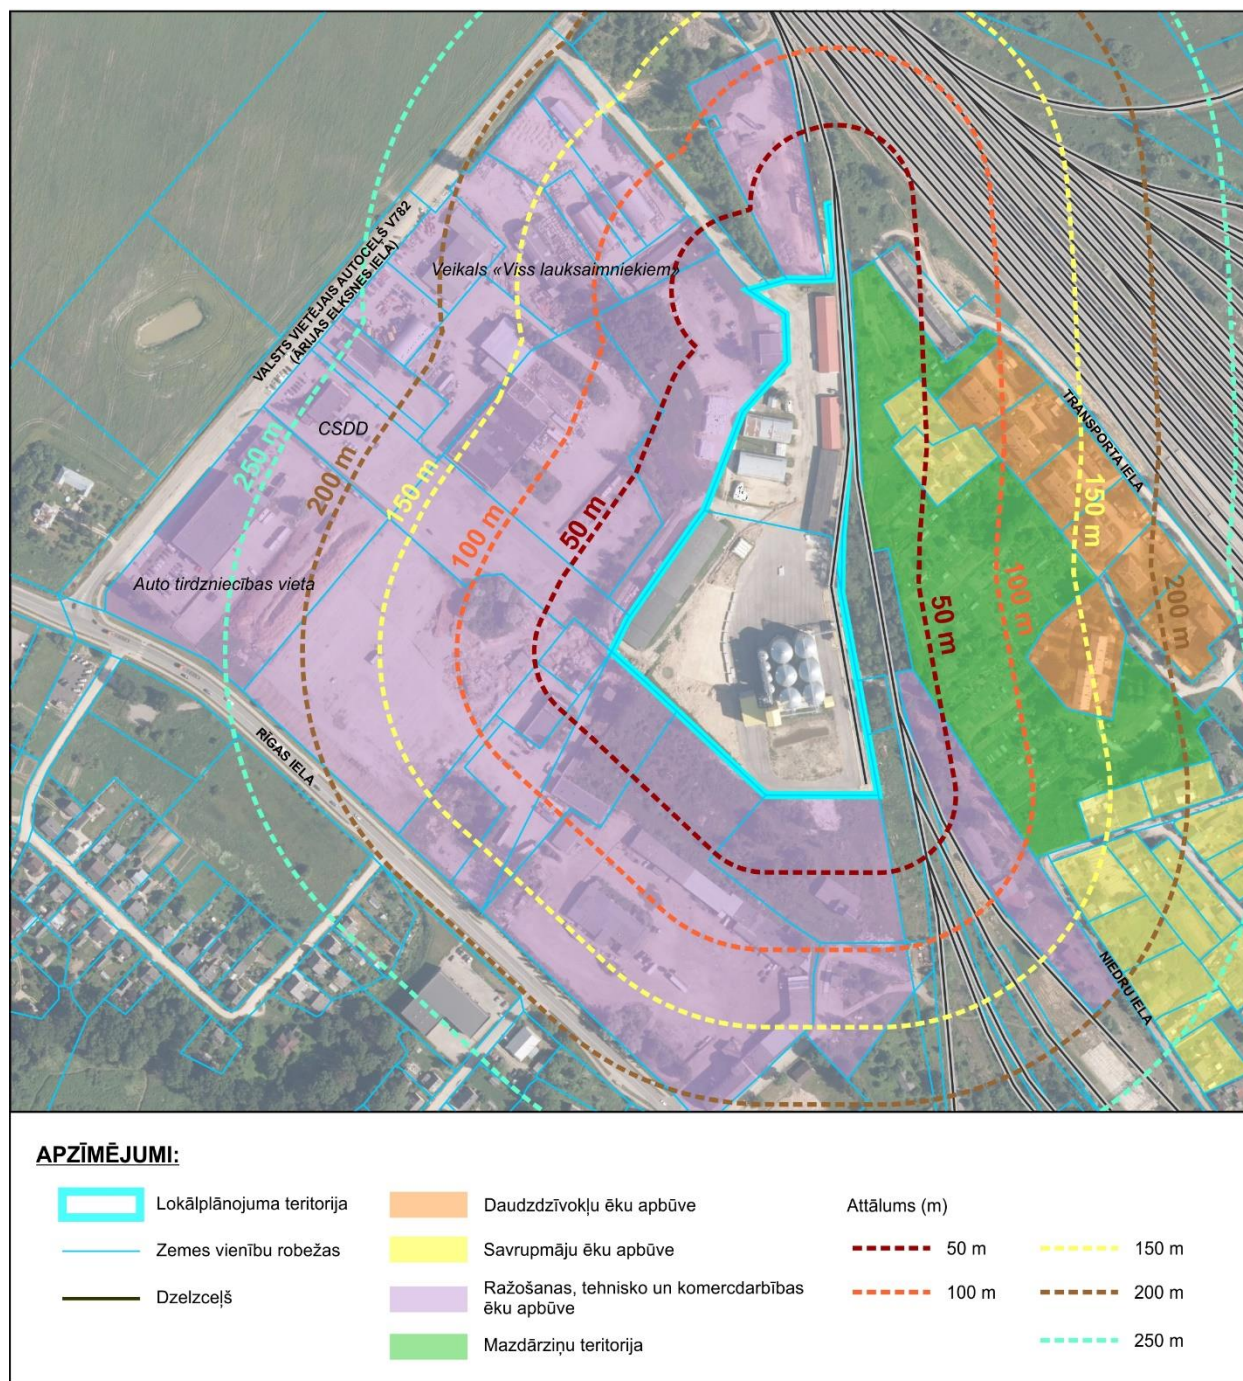 VALSTS VIETĒJAIS AUTOCEĻŠ V782
(ĀRIJAS ELKSNES IELA)
Veikals «Viss lauksaimniekiem»
CSDD
Auto tirdzniecības vieta
250 m
200 m
150 m
100 m
50 m
50 m
100 m
150 m
200 m
TRANSPORTA IELA
RĪGAS IELA
NIEDRU IELA
APZĪMĒJUMI:
Lokālplānojuma teritorija
Zemes vienību robežas
Dzelzceļš
Daudzdzīvokļu ēku apbūve
Savrupmāju ēku apbūve
Ražošanas, tehnisko un komercdarbības
ēku apbūve
Mazdārziņu teritorija
Attālums (m)
50 m
100 m
150 m
200 m
250 m